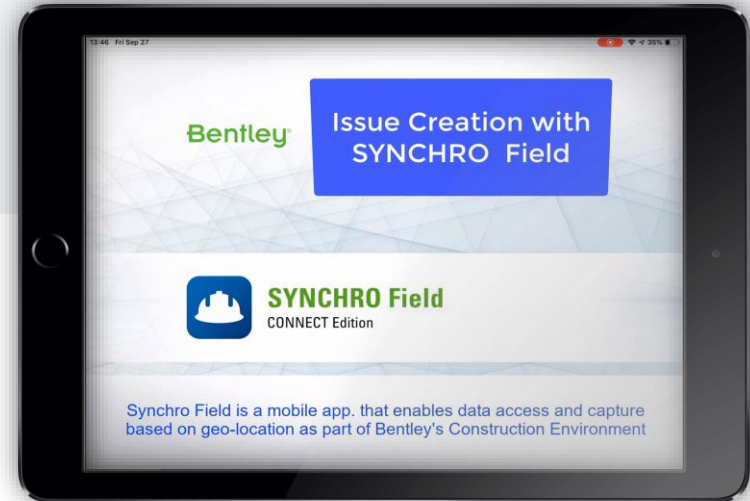 13:46 Fri Sep 27
35%
Bentley
Issue Creation with
SYNCHRO Field
SYNCHRO Field
CONNECT Edition
Synchro Field is a mobile app. that enables data access and capture
based on geo-location as part of Bentley's Construction Environment